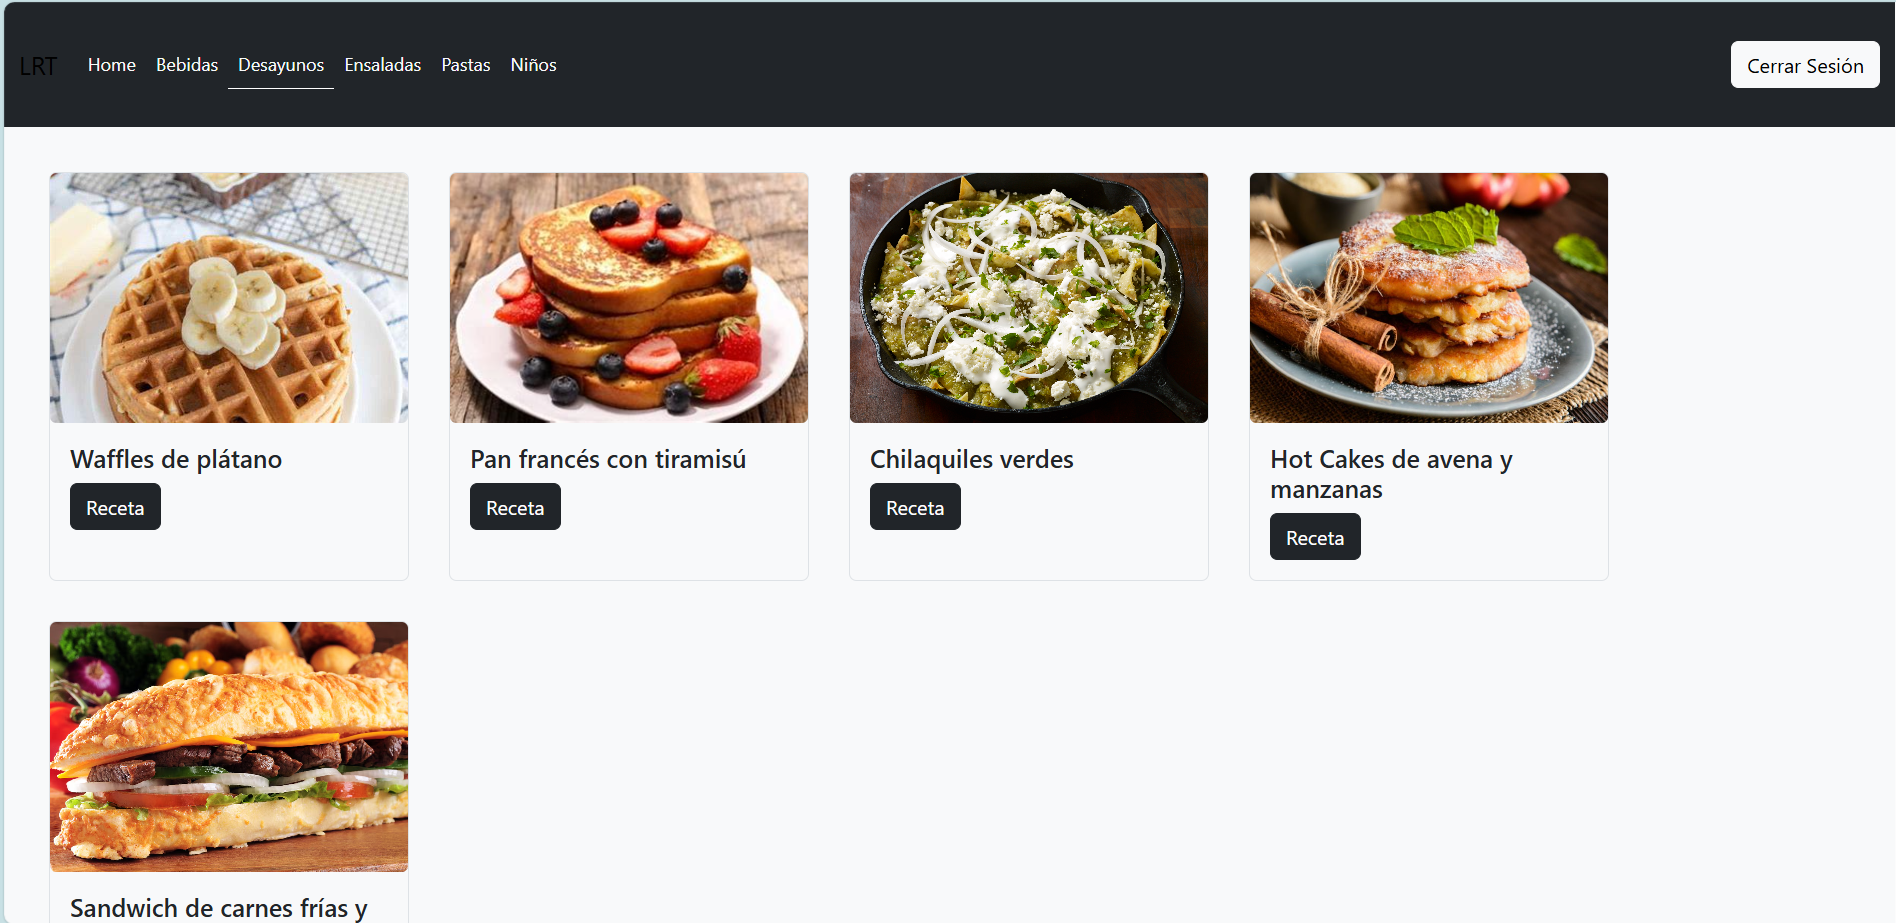 LRT
Home
Bebidas
Desayunos
Ensaladas
Pastas
Niños
Cerrar Sesión
Waffles de plátano
Receta
Pan francés con tiramisú
Receta
Chilaquiles verdes
Receta
Hot Cakes de avena y
manzanas
Receta
Sandwich de carnes frías y